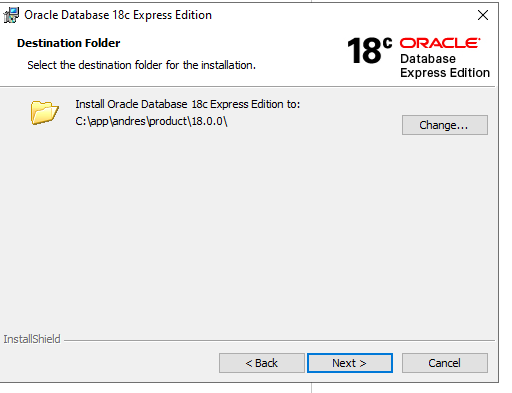 Oracle Database 18c Express Edition
Destination Folder
Select the destination folder for the installation.
18c ORACLE
Database
Express Edition
Install Oracle Database 18c Express Edition to:
C:\app\andres\product\18.0.0\
Change...
InstallShield
< Back
Next >
Cancel